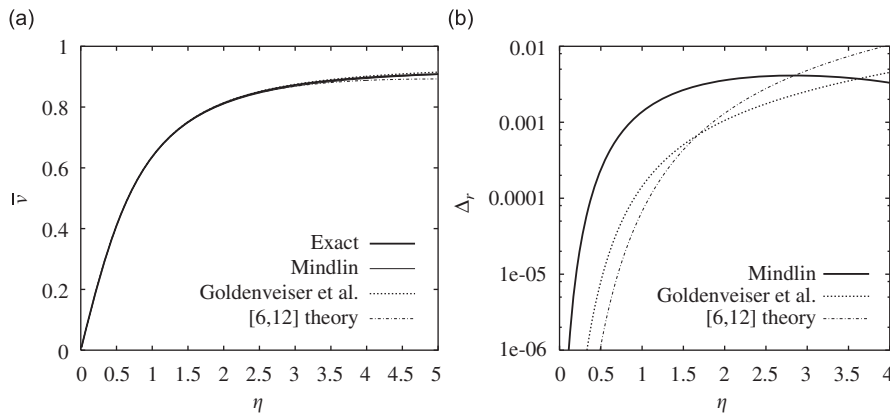 (a)
1
0.8
0.6
v̅
0.4
0.2
0
Exact
Mindlin
Goldenveiser et al.
[6,12] theory
0 0.5 1 1.5 2 2.5 3 3.5 4 4.5 5
η
(b)
0.01
0.001
Δr
0.0001
1e-05
1e-06
Mindlin
Goldenveiser et al.
[6,12] theory
0 0.5 1 1.5 2 2.5 3 3.5 4
η